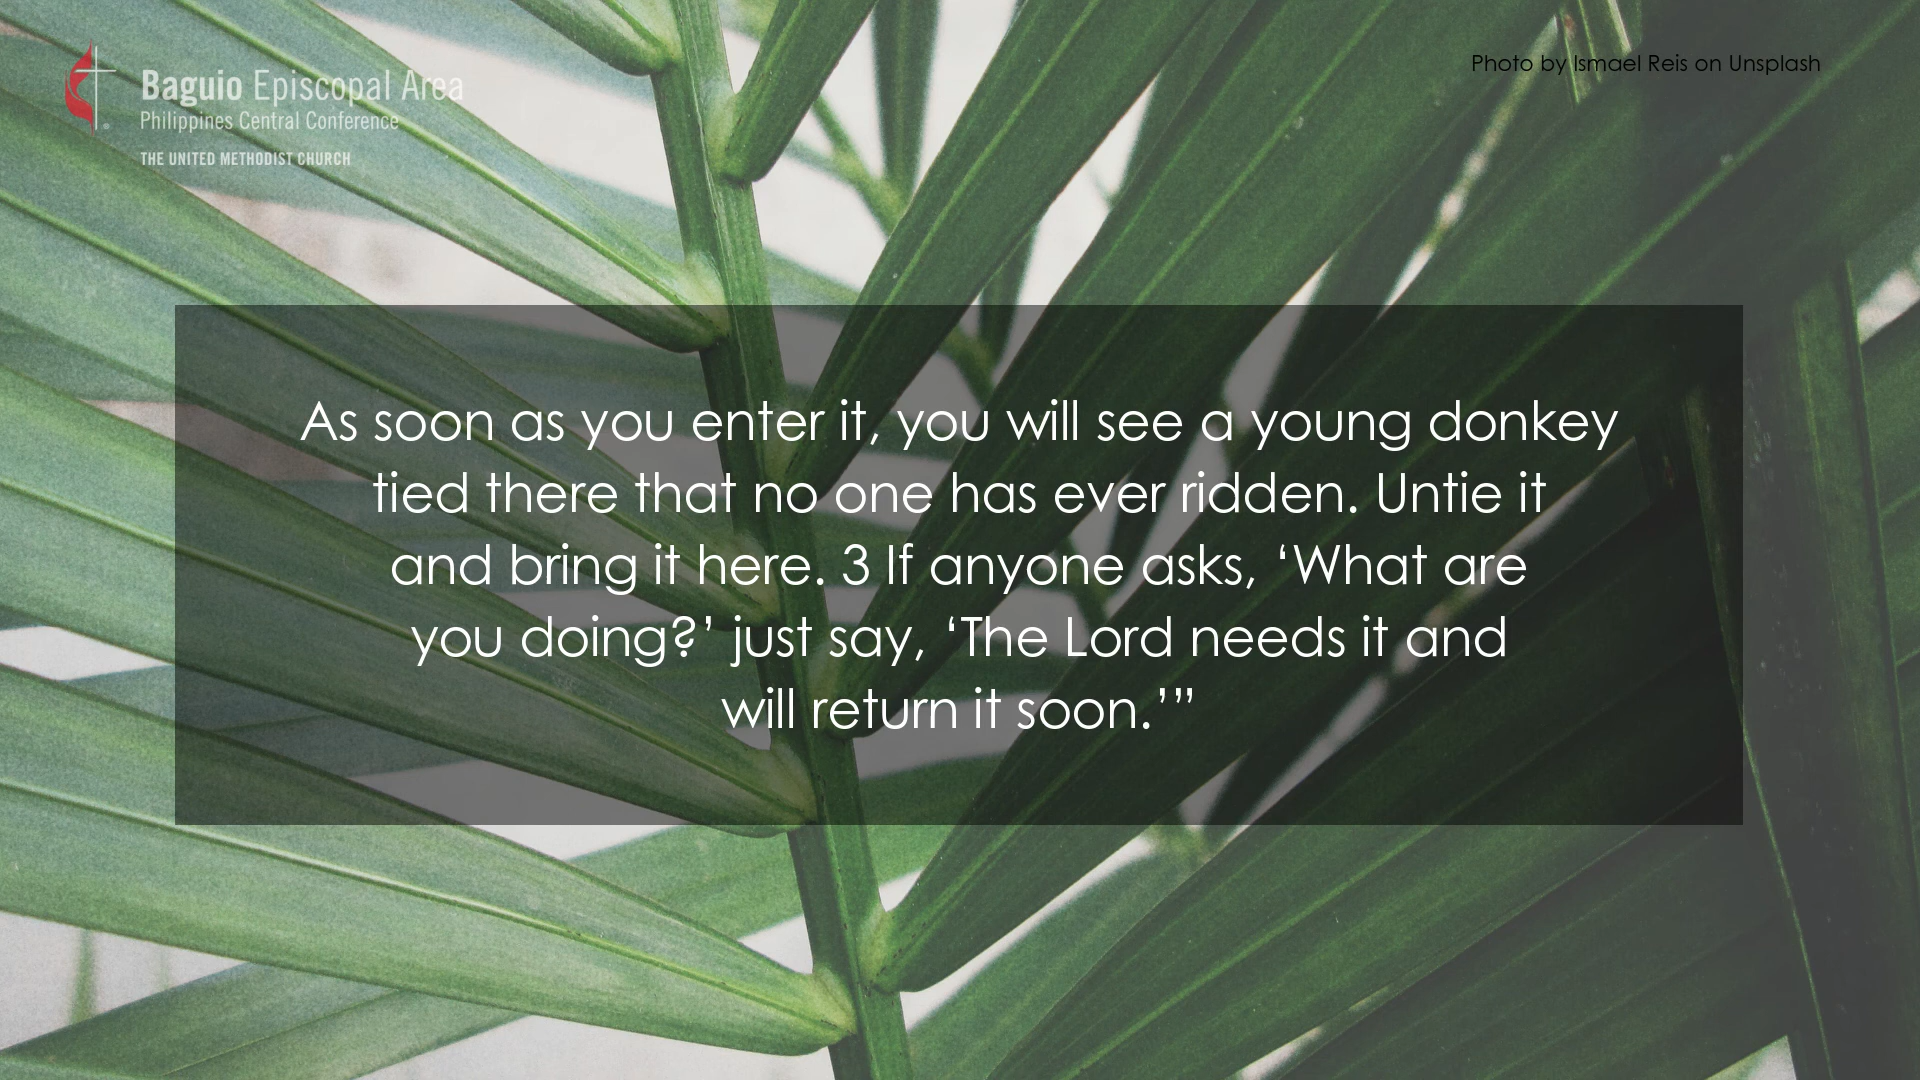 Baguio Episcopal Area
Philippines Central Conference
THE UNITED METHODIST CHURCH
Photo by Ismael Reis on Unsplash
As soon as you enter it, you will see a young donkey
tied there that no one has ever ridden. Untie it
and bring it here. 3 If anyone asks, ‘What are
you doing?’ just say, ‘The Lord needs it and
will return it soon.’”